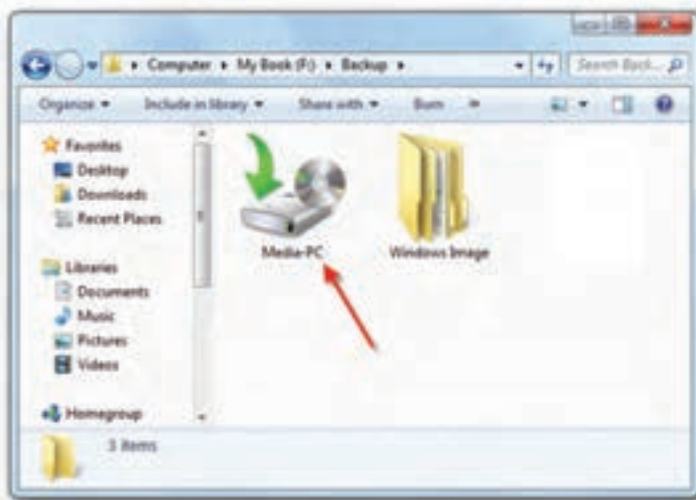 Computer ▸ My Book (F:) ▸ Backup ▸
Search Back...
Organize Include in library Share with Burn »
Favorites
Desktop
Downloads
Recent Places
Libraries
Documents
Music
Pictures
Videos
Homegroup
Media-PC
Windows Image
3 items